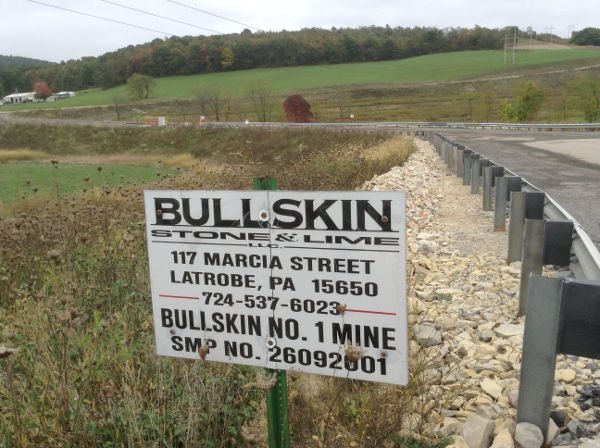 BULLSKIN
STONE & LIME
LLC.
117 MARCIA STREET
LATROBE, PA 15650
724-537-6023
BULLSKIN NO. 1 MINE
SMP NO. 26092001